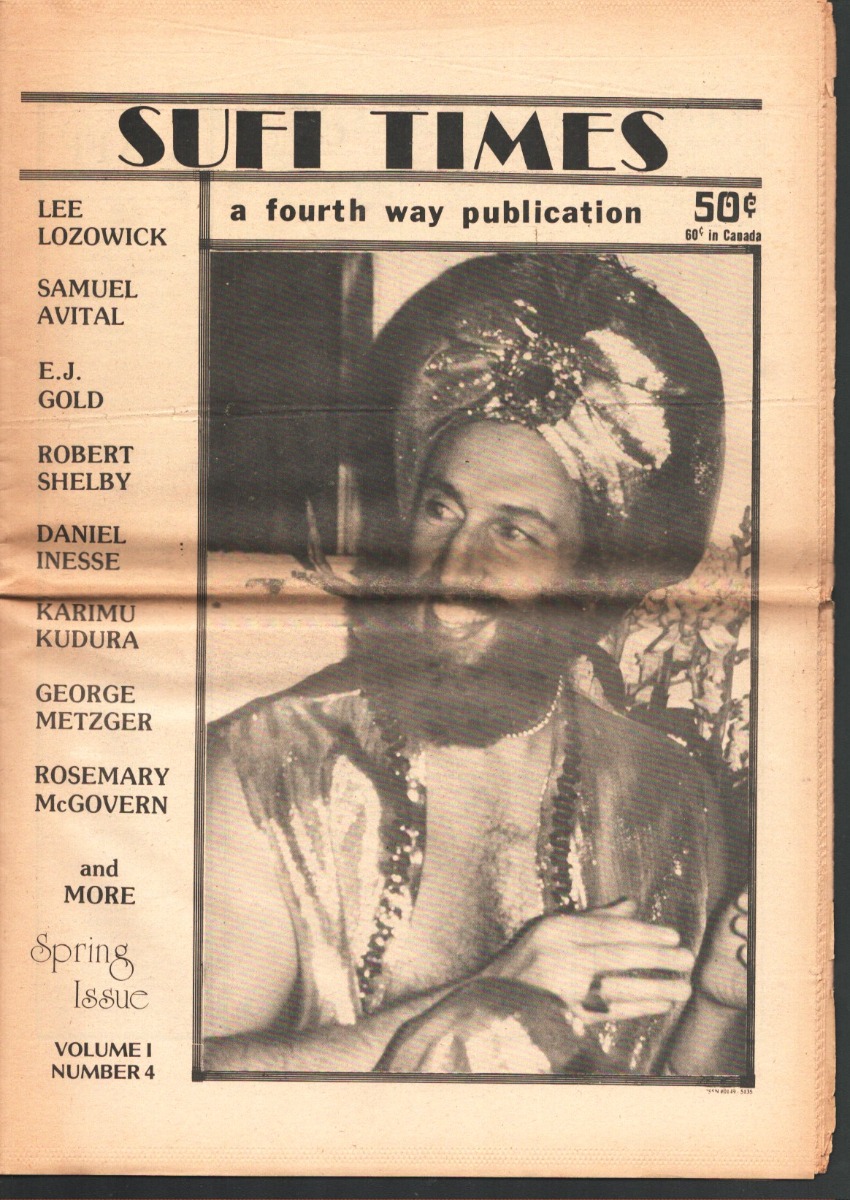 SUFI TIMES
a fourth way publication
50¢
60¢ in Canada
LEE
LOZOWICK
SAMUEL
AVITAL
E.J.
GOLD
ROBERT
SHELBY
DANIEL
INESSE
KARIMU
KUDURA
GEORGE
METZGER
ROSEMARY
McGOVERN
and
MORE
Spring
Issue
VOLUME I
NUMBER 4